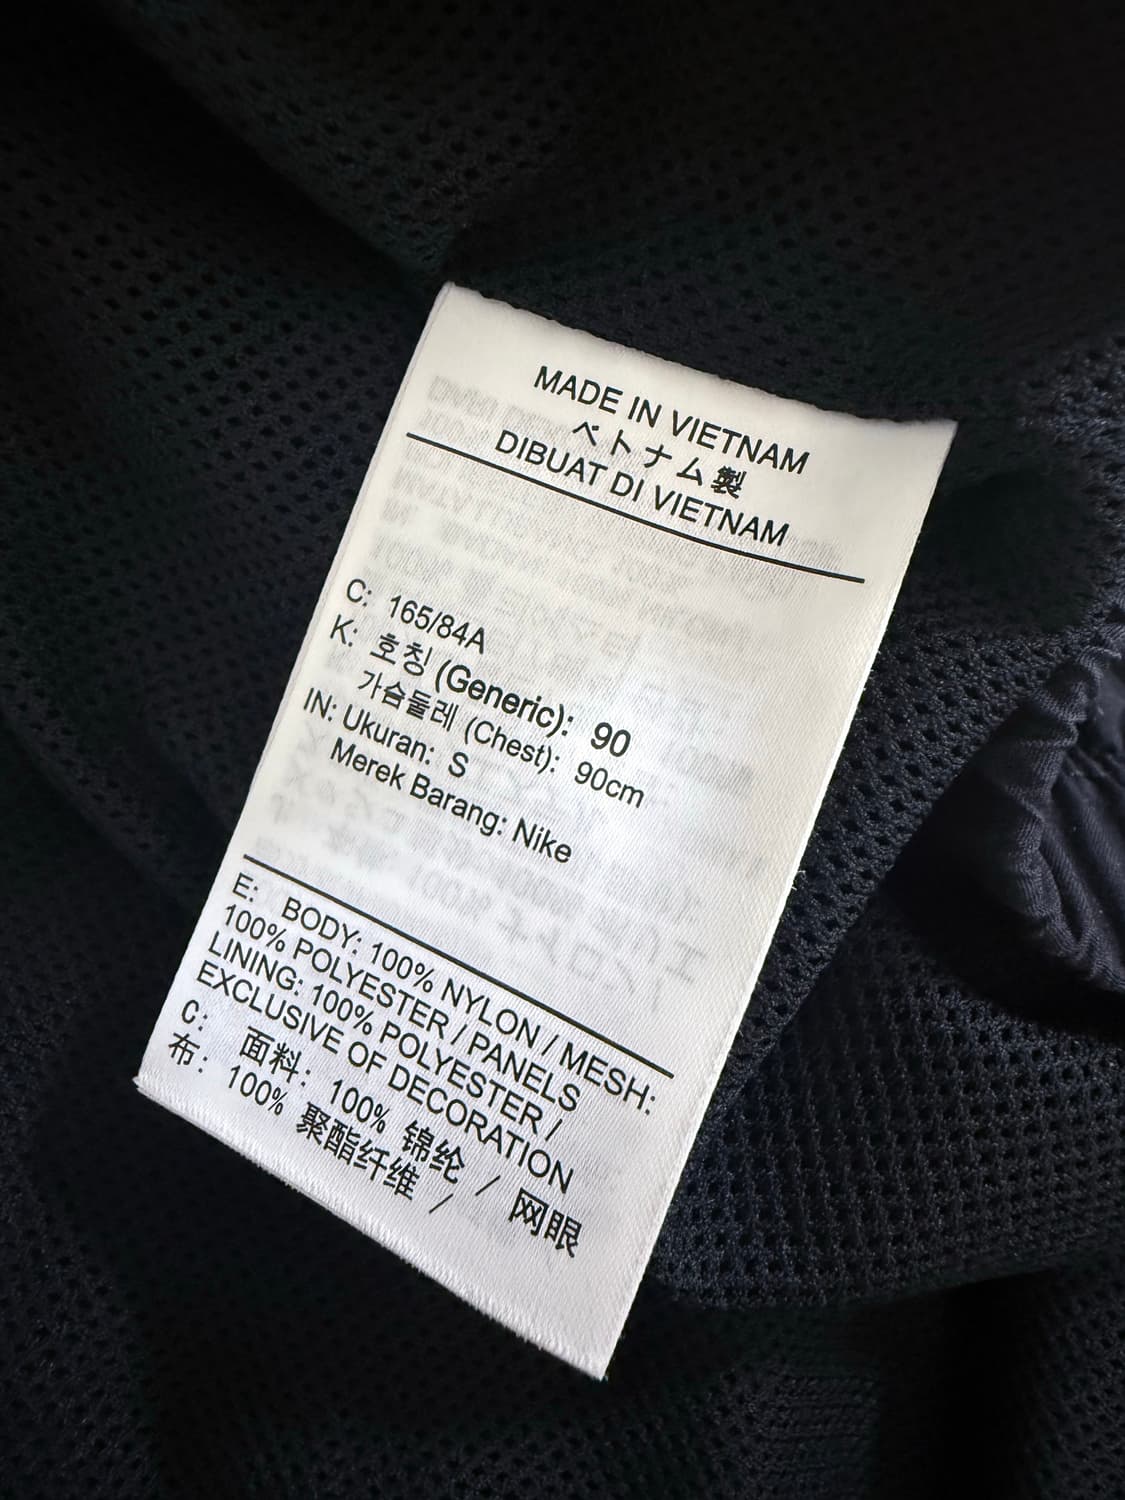 MADE IN VIETNAM
ベトナム製
DIBUAT DI VIETNAM
C: 165/84A
K: 호칭 (Generic): 90
가슴둘레 (Chest): 90cm
IN: Ukuran: S
Merek Barang: Nike
E: BODY: 100% NYLON / MESH:
100% POLYESTER / PANELS
LINING: 100% POLYESTER /
EXCLUSIVE OF DECORATION
C: 面料: 100% 锦纶 / 网眼
布: 100% 聚酯纤维 /